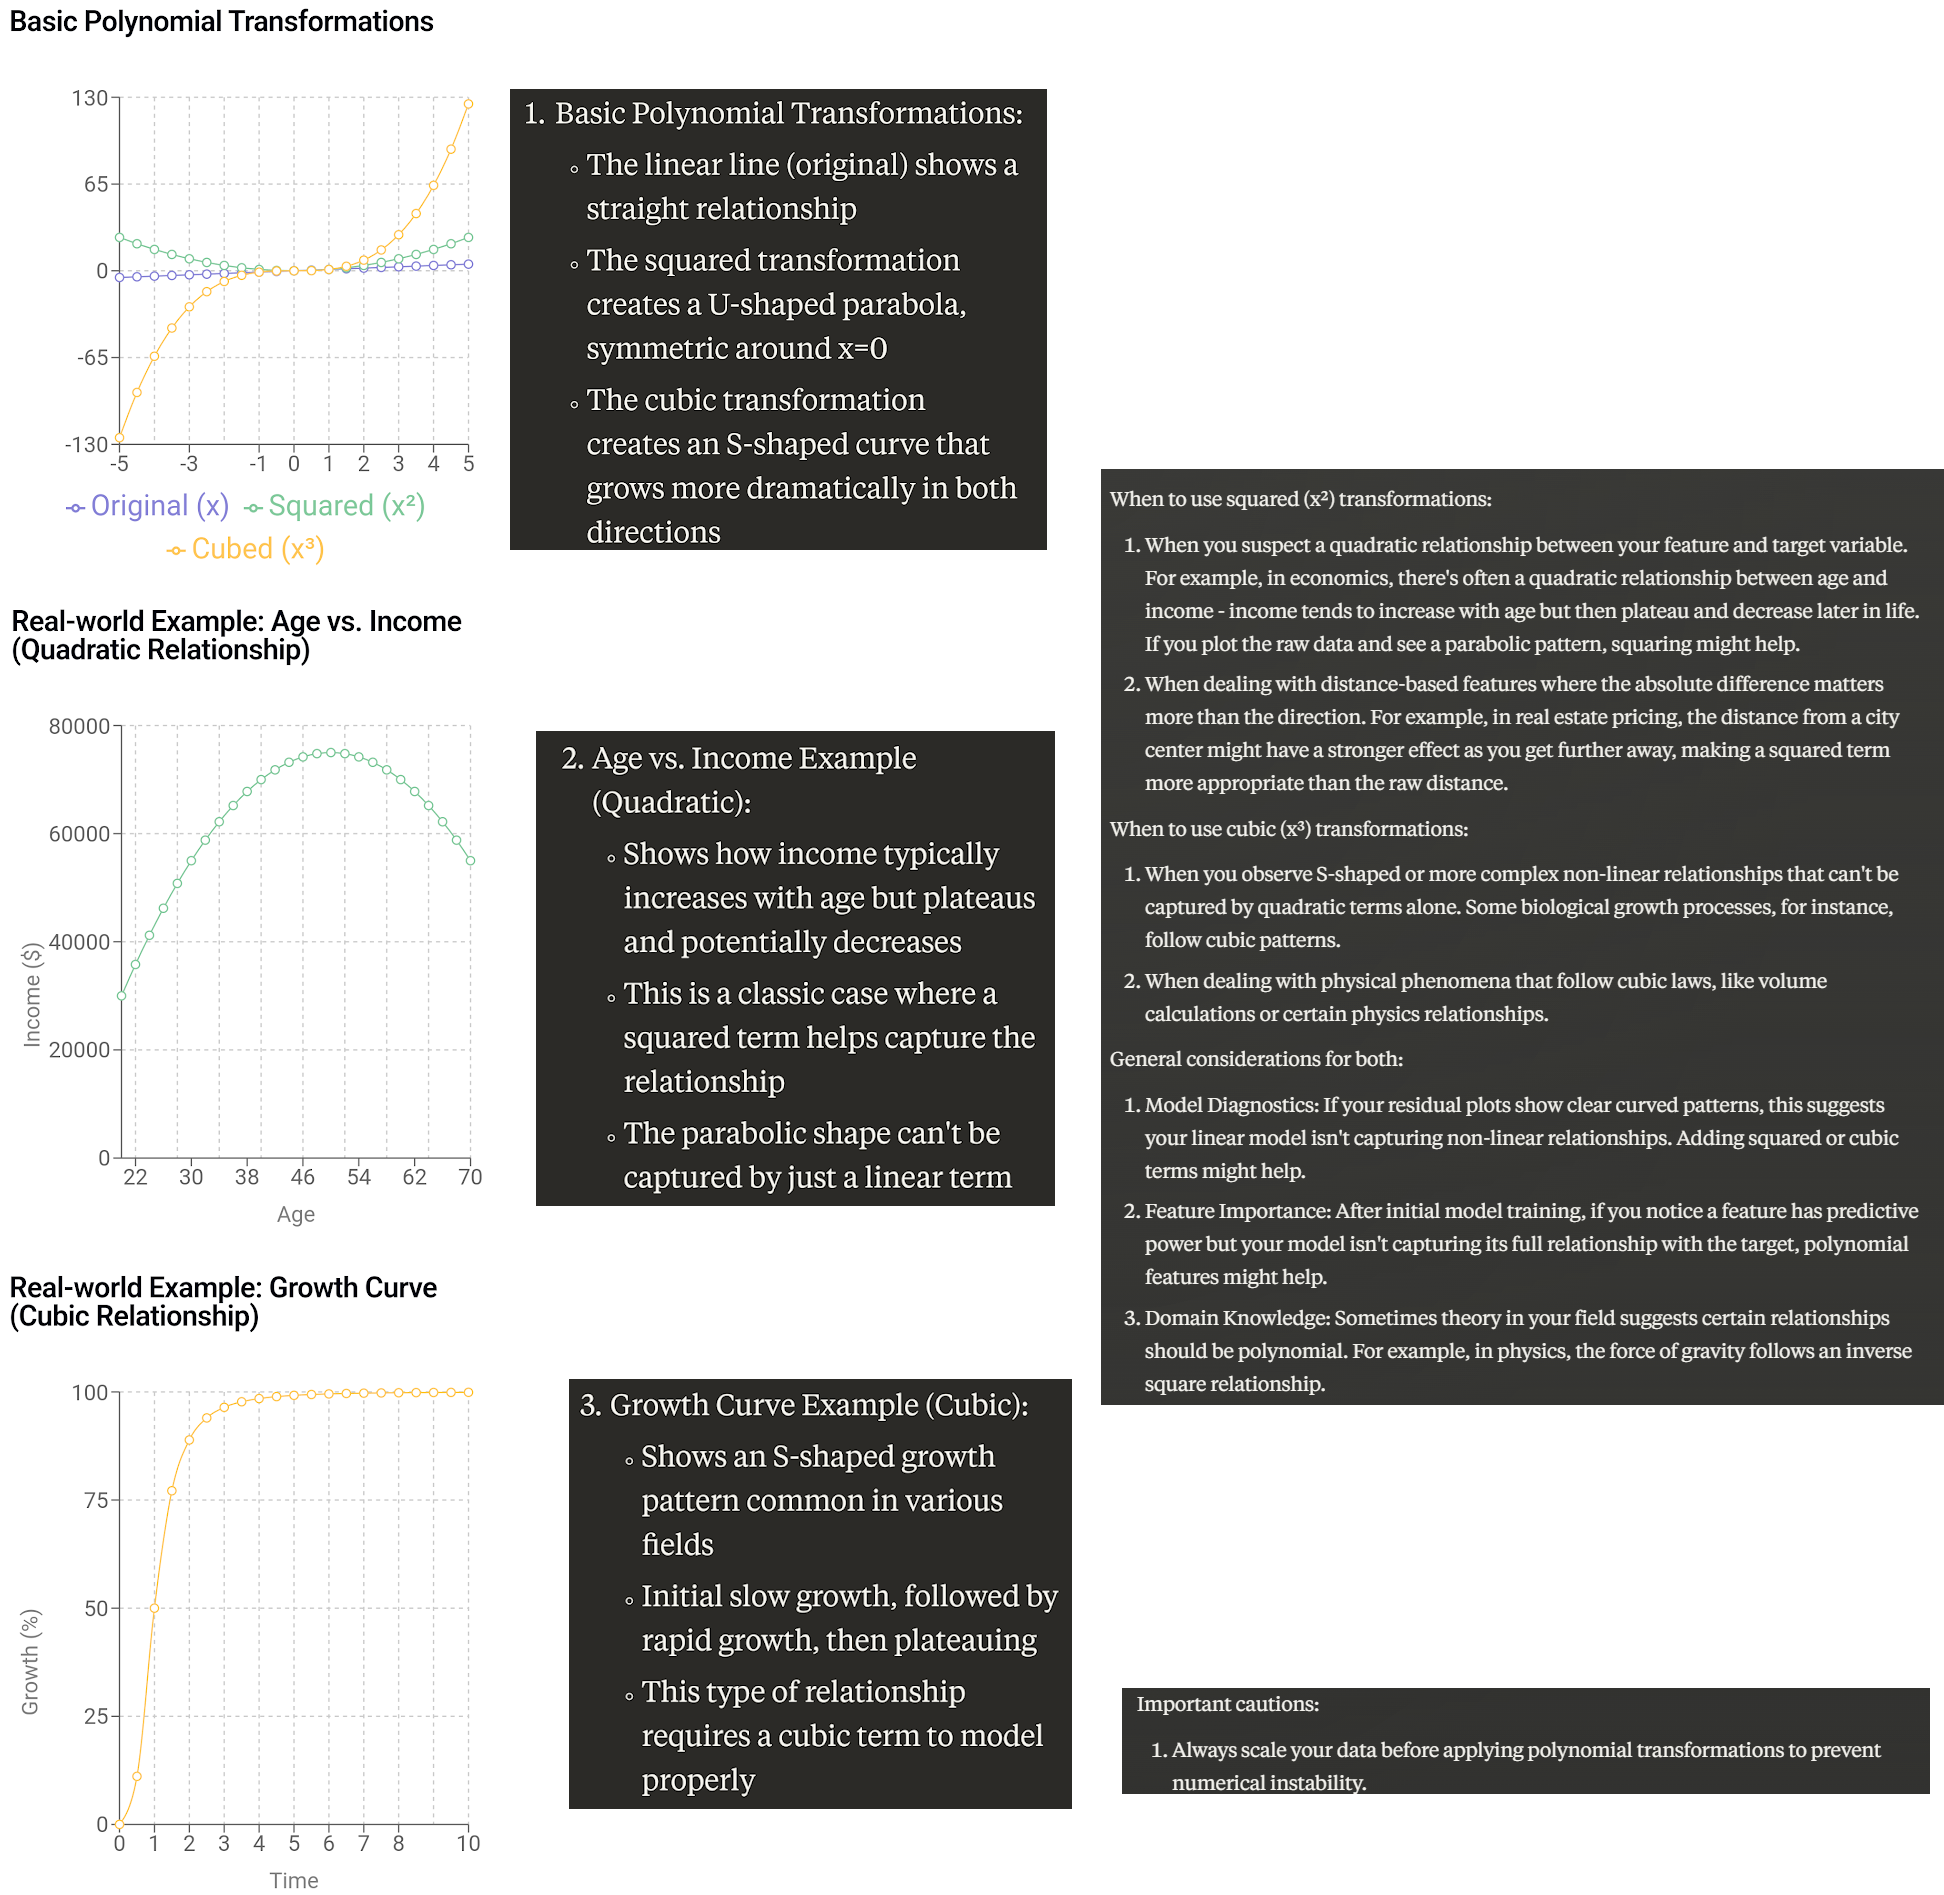 Basic Polynomial Transformations
130
65
0
-65
-130
-5
-3
-1
0
1
2
3
4
5
Original (x)
Squared (x²)
Cubed (x³)
1. Basic Polynomial Transformations:
◦ The linear line (original) shows a
straight relationship
◦ The squared transformation
creates a U-shaped parabola,
symmetric around x=0
◦ The cubic transformation
creates an S-shaped curve that
grows more dramatically in both
directions
Real-world Example: Age vs. Income
(Quadratic Relationship)
80000
60000
40000
20000
0
Income ($)
22
30
38
46
54
62
70
Age
2. Age vs. Income Example
(Quadratic):
◦ Shows how income typically
increases with age but plateaus
and potentially decreases
◦ This is a classic case where a
squared term helps capture the
relationship
◦ The parabolic shape can't be
captured by just a linear term
Real-world Example: Growth Curve
(Cubic Relationship)
100
75
50
25
0
Growth (%)
0
1
2
3
4
5
6
7
8
10
Time
3. Growth Curve Example (Cubic):
◦ Shows an S-shaped growth
pattern common in various
fields
◦ Initial slow growth, followed by
rapid growth, then plateauing
◦ This type of relationship
requires a cubic term to model
properly
When to use squared (x²) transformations:
1. When you suspect a quadratic relationship between your feature and target variable.
For example, in economics, there's often a quadratic relationship between age and
income - income tends to increase with age but then plateau and decrease later in life.
If you plot the raw data and see a parabolic pattern, squaring might help.
2. When dealing with distance-based features where the absolute difference matters
more than the direction. For example, in real estate pricing, the distance from a city
center might have a stronger effect as you get further away, making a squared term
more appropriate than the raw distance.
When to use cubic (x³) transformations:
1. When you observe S-shaped or more complex non-linear relationships that can't be
captured by quadratic terms alone. Some biological growth processes, for instance,
follow cubic patterns.
2. When dealing with physical phenomena that follow cubic laws, like volume
calculations or certain physics relationships.
General considerations for both:
1. Model Diagnostics: If your residual plots show clear curved patterns, this suggests
your linear model isn't capturing non-linear relationships. Adding squared or cubic
terms might help.
2. Feature Importance: After initial model training, if you notice a feature has predictive
power but your model isn't capturing its full relationship with the target, polynomial
features might help.
3. Domain Knowledge: Sometimes theory in your field suggests certain relationships
should be polynomial. For example, in physics, the force of gravity follows an inverse
square relationship.
Important cautions:
1. Always scale your data before applying polynomial transformations to prevent
numerical instability.